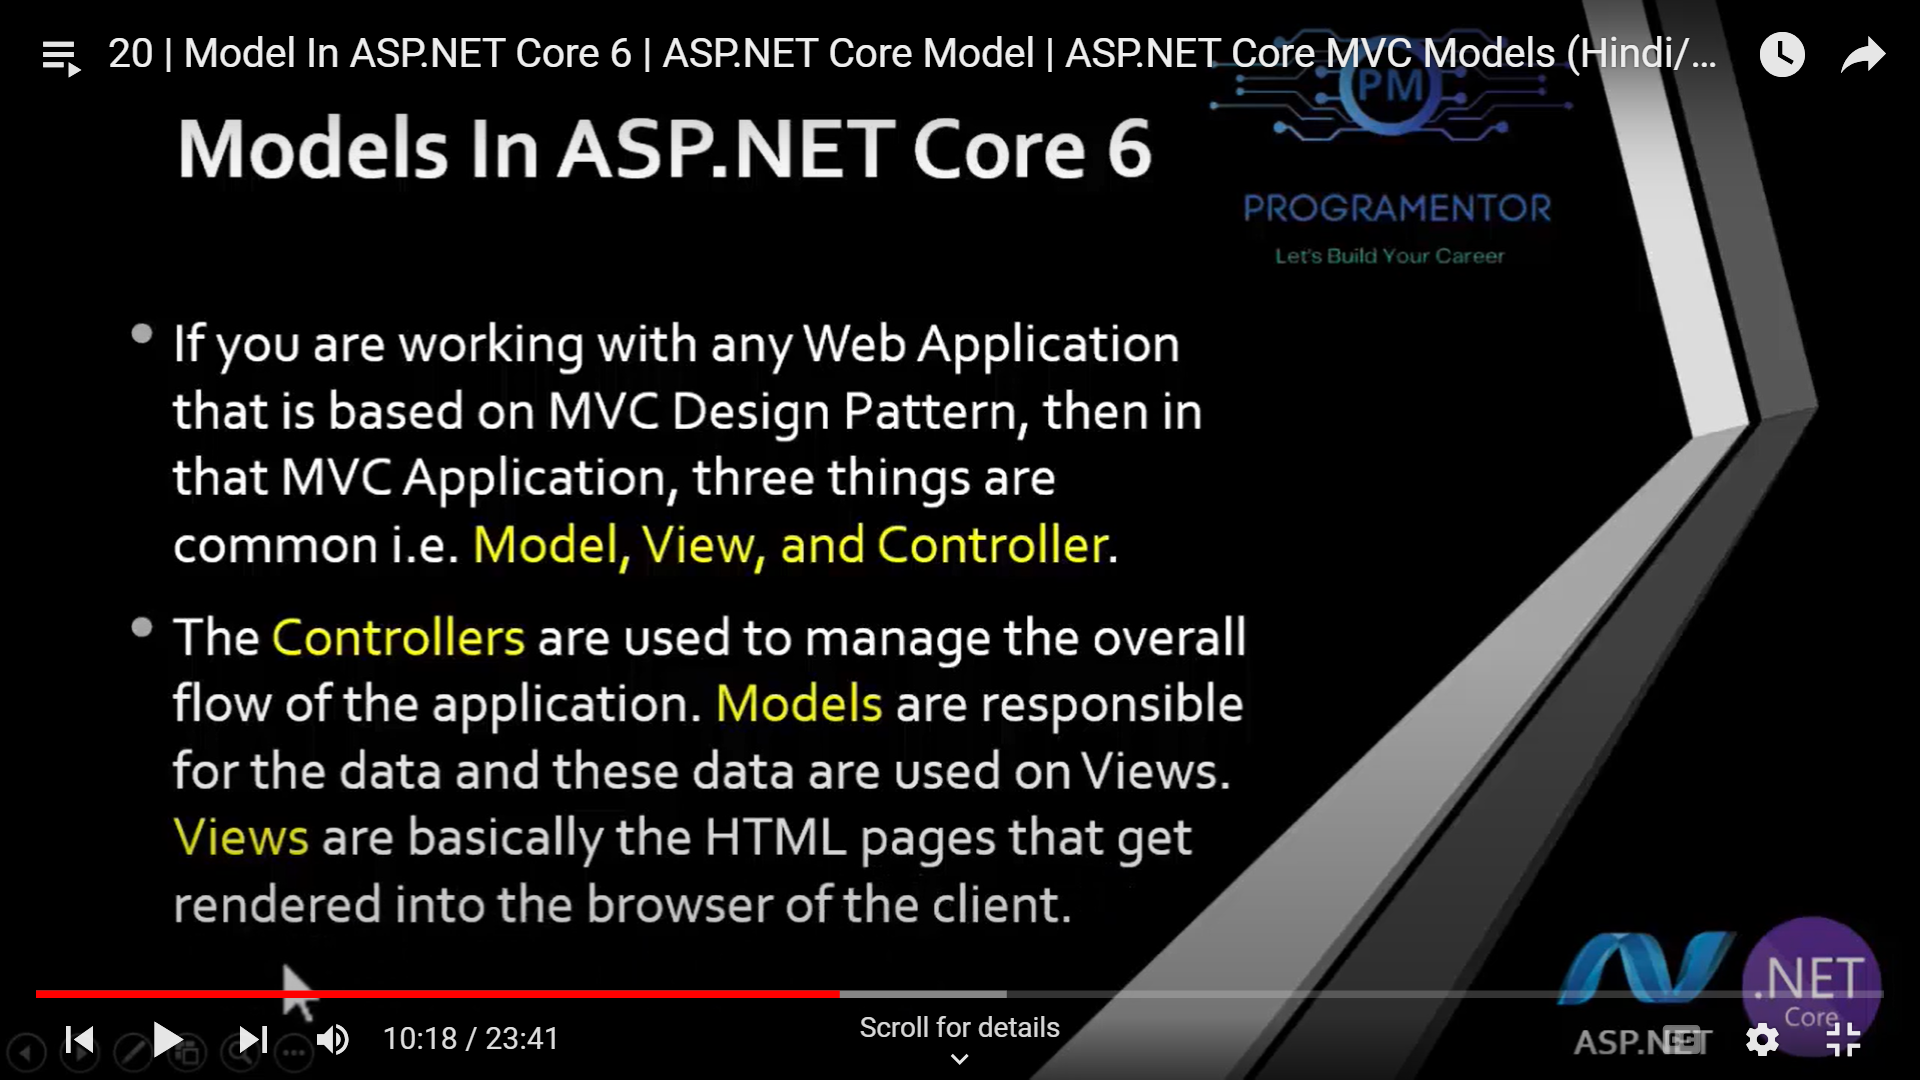 20 | Model In ASP.NET Core 6 | ASP.NET Core Model | ASP.NET Core MVC Models (Hindi/...
PM
Models In ASP.NET Core 6
PROGRAMENTOR
Let's Build Your Career
• If you are working with any Web Application
that is based on MVC Design Pattern, then in
that MVC Application, three things are
common i.e. Model, View, and Controller.
• The Controllers are used to manage the overall
flow of the application. Models are responsible
for the data and these data are used on Views.
Views are basically the HTML pages that get
rendered into the browser of the client.
.NET
Core
ASP.NET
10:18 / 23:41
Scroll for details